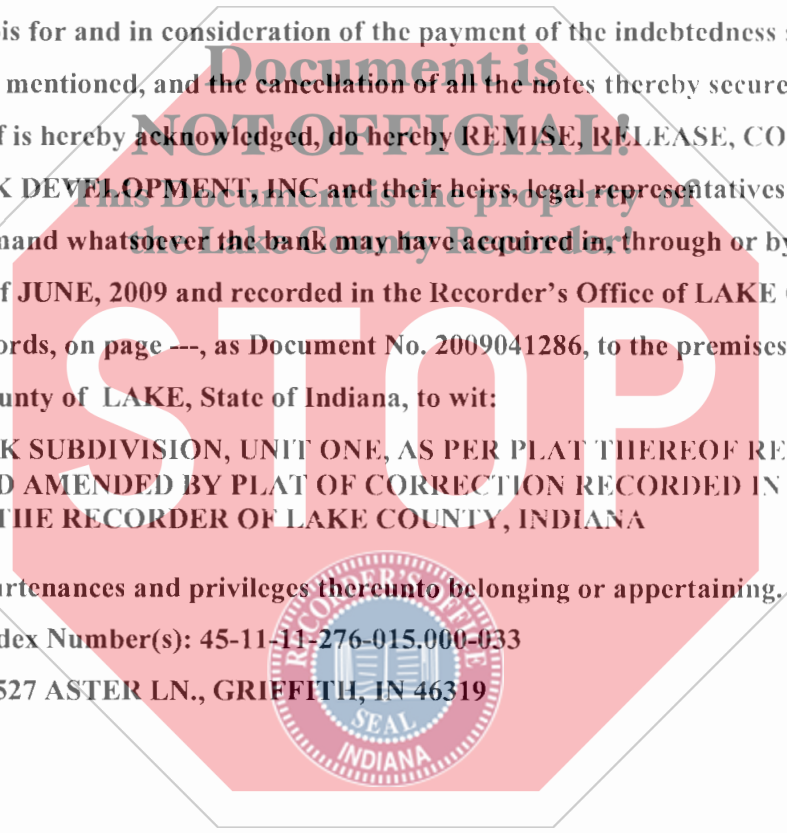 is for and in consideration of the payment of the indebtedness
Document is
mentioned, and the cancellation of all the notes thereby secure
NOT OFFICIAL!
f is hereby acknowledged, do hereby REMISE, RELEASE, CO
This Document is the property of
K DEVELOPMENT, INC and their heirs, legal representatives
the Lake County Recorder!
mand whatsoever the bank may have acquired in, through or by
f JUNE, 2009 and recorded in the Recorder's Office of LAKE
STOP
ords, on page ---, as Document No. 2009041286, to the premises
unty of LAKE, State of Indiana, to wit:
K SUBDIVISION, UNIT ONE, AS PER PLAT THEREOF RE
D AMENDED BY PLAT OF CORRECTION RECORDED IN
THE RECORDER OF LAKE COUNTY, INDIANA
urtenances and privileges thereunto belonging or appertaining.
dex Number(s): 45-11-11-276-015.000-033
527 ASTER LN., GRIFFITH, IN 46319
RECORDER'S OFFICE
SEAL
INDIANA